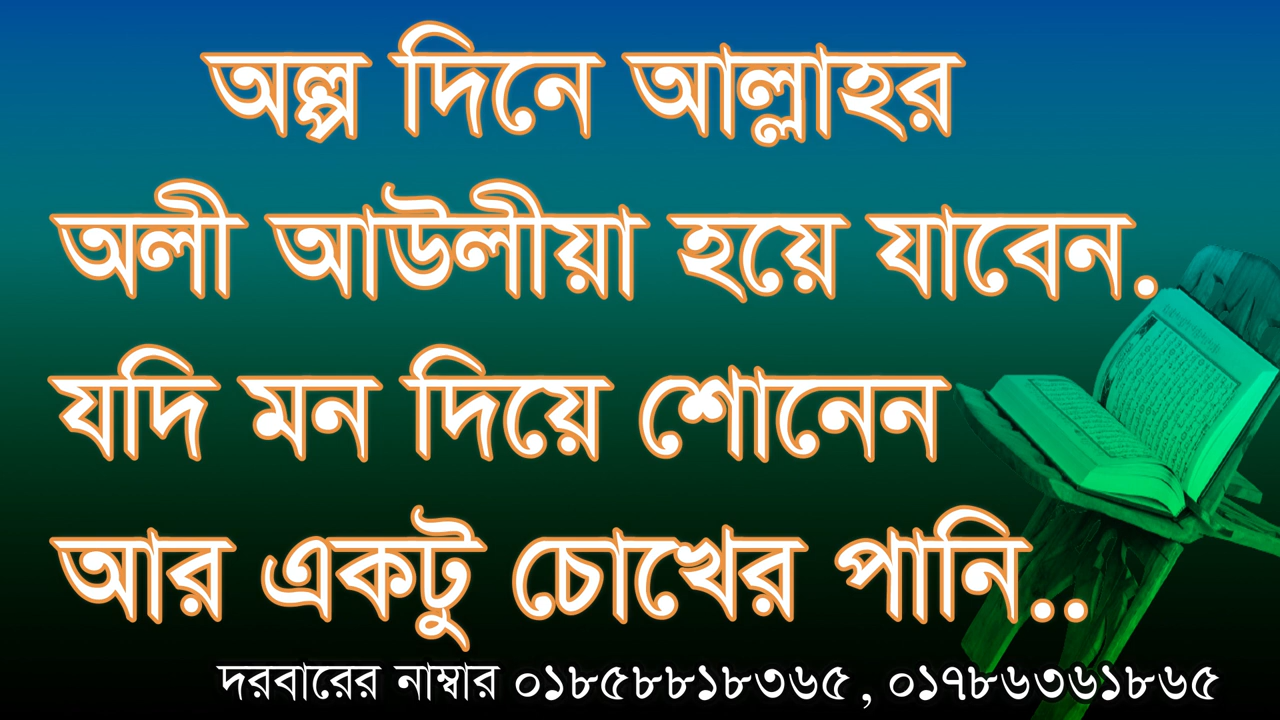 অল্প দিনে আল্লাহর
অলী আউলীয়া হয়ে যাবেন.
যদি মন দিয়ে শোনেন
আর একটু চোখের পানি..
দরবারের নাম্বার ০১৮৫৮৮১৮৩৬৫, ০১৭৮৬৩৬১৮৬৫